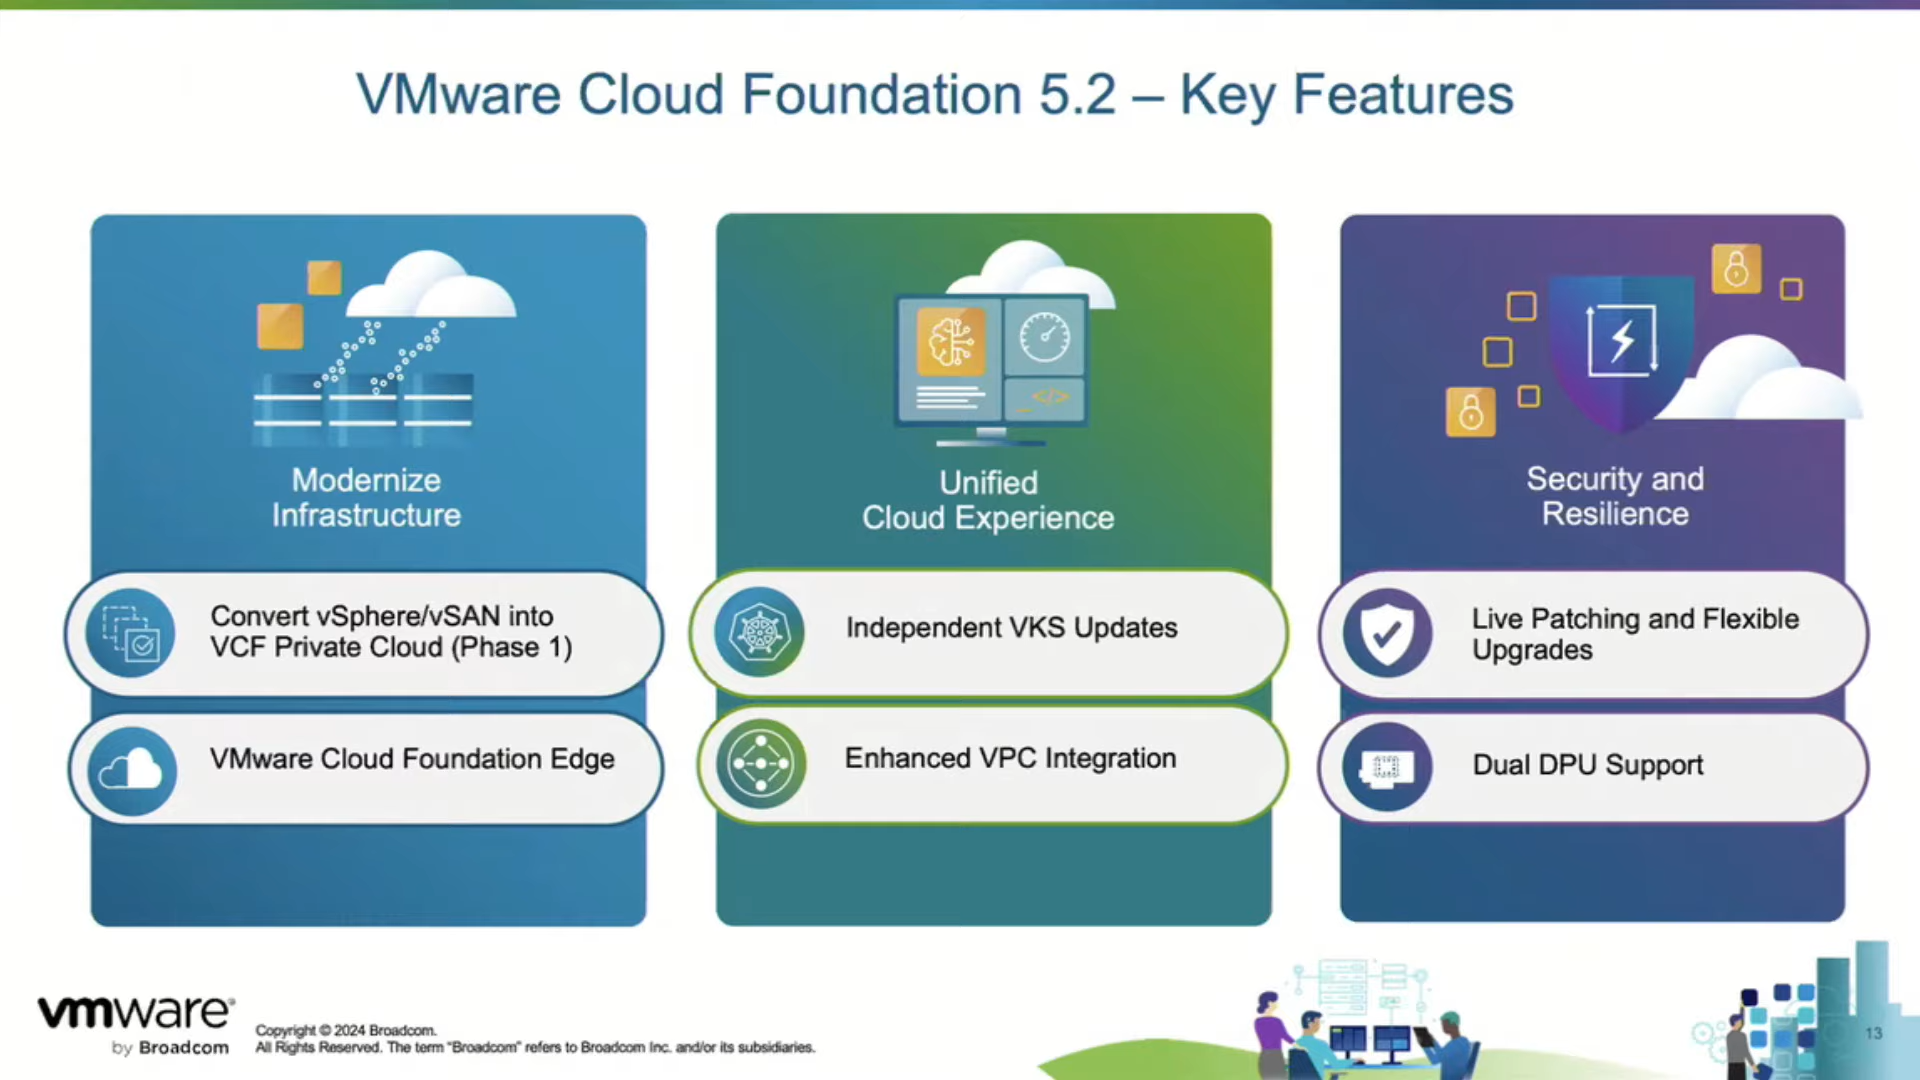 VMware Cloud Foundation 5.2 – Key Features
Modernize
Infrastructure
Convert vSphere/vSAN into
VCF Private Cloud (Phase 1)
VMware Cloud Foundation Edge
Unified
Cloud Experience
</>
Independent VKS Updates
Enhanced VPC Integration
Security and
Resilience
Live Patching and Flexible
Upgrades
Dual DPU Support
vmware®
by Broadcom
Copyright © 2024 Broadcom.
All Rights Reserved. The term “Broadcom” refers to Broadcom Inc. and/or its subsidiaries.
13